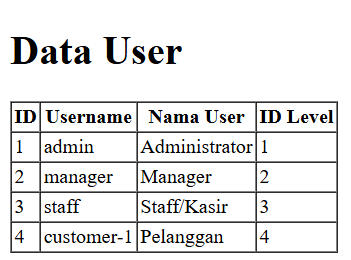 Data User
ID Username Nama User ID Level
1 admin Administrator 1
2 manager Manager 2
3 staff Staff/Kasir 3
4 customer-1 Pelanggan 4